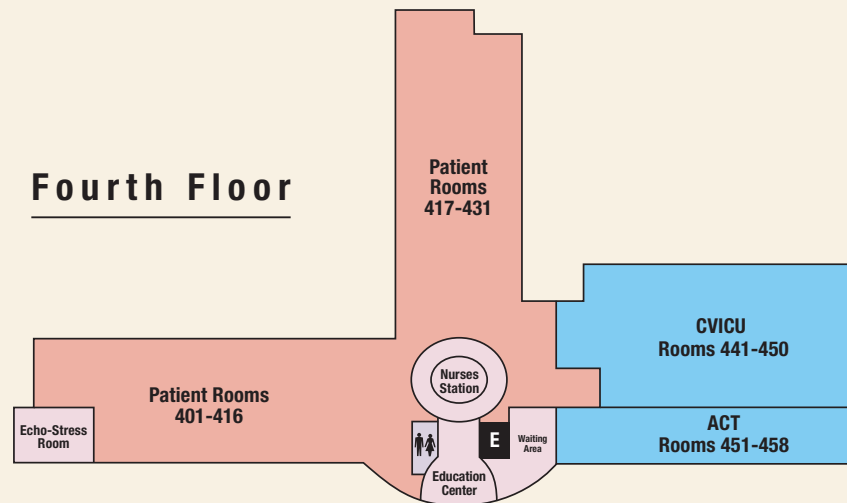 Fourth Floor
Patient
Rooms
417-431
CVICU
Rooms 441-450
Nurses
Station
Patient Rooms
401-416
Echo-Stress
Room
E
Waiting
Area
ACT
Rooms 451-458
Education
Center